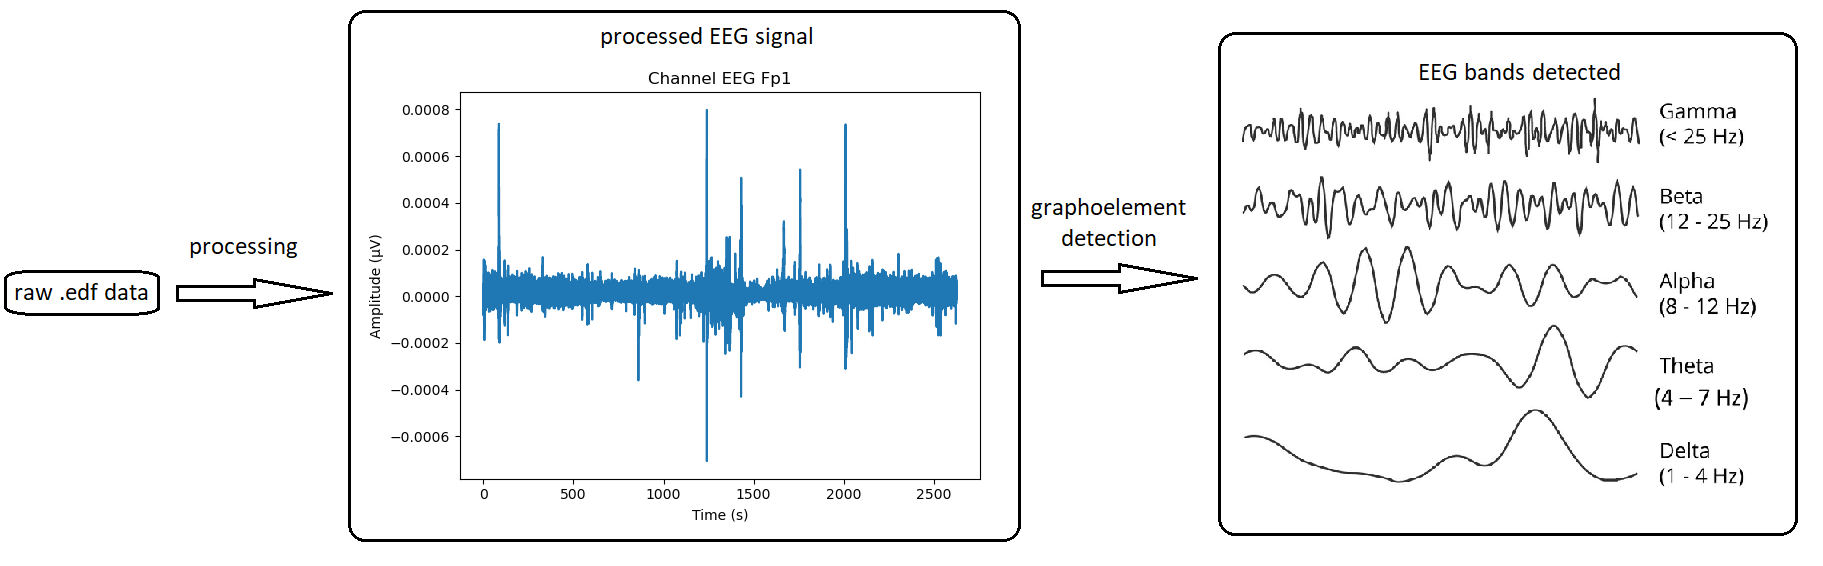 raw .edf data
processing
processed EEG signal
Channel EEG Fp1
Amplitude (µV)
0.0008
0.0006
0.0004
0.0002
0.0000
−0.0002
−0.0004
−0.0006
0 500 1000 1500 2000 2500
Time (s)
graphoelement
detection
EEG bands detected
Gamma
(< 25 Hz)
Beta
(12 - 25 Hz)
Alpha
(8 - 12 Hz)
Theta
(4 – 7 Hz)
Delta
(1 - 4 Hz)